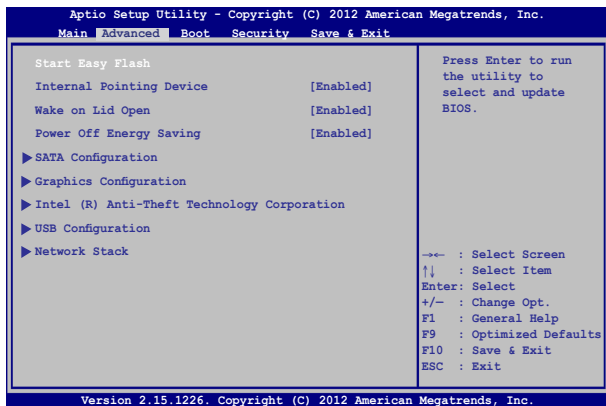 Aptio Setup Utility - Copyright (C) 2012 American Megatrends, Inc.
Main Advanced Boot Security Save & Exit
Start Easy Flash
Internal Pointing Device [Enabled]
Wake on Lid Open [Enabled]
Power Off Energy Saving [Enabled]
SATA Configuration
Graphics Configuration
Intel (R) Anti-Theft Technology Corporation
USB Configuration
Network Stack
Press Enter to run
the utility to
select and update
BIOS.
→← : Select Screen
↑↓ : Select Item
Enter: Select
+/— : Change Opt.
F1 : General Help
F9 : Optimized Defaults
F10 : Save & Exit
ESC : Exit
Version 2.15.1226. Copyright (C) 2012 American Megatrends, Inc.